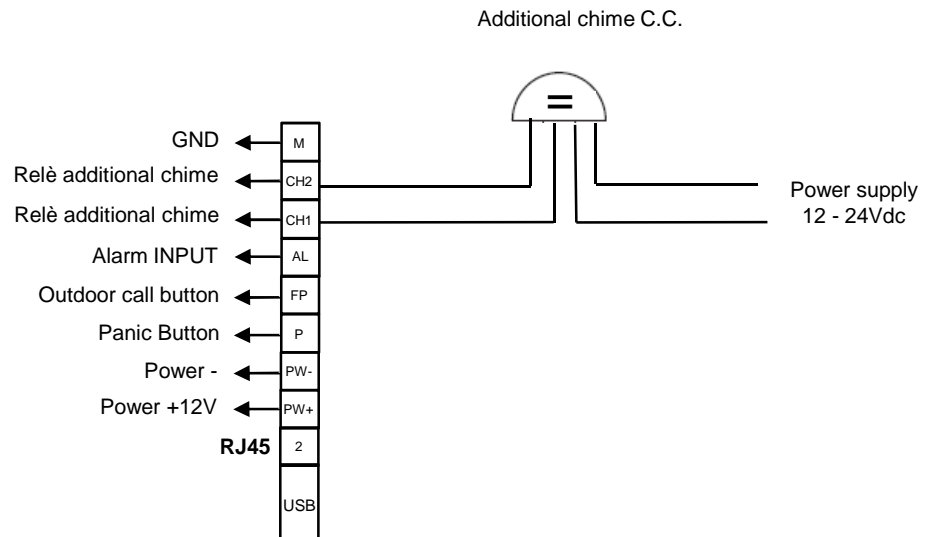 Additional chime C.C.
=
GND M
Relè additional chime CH2
Relè additional chime CH1
Alarm INPUT AL
Outdoor call button FP
Panic Button P
Power - PW-
Power +12V PW+
RJ45 2
USB
Power supply
12 - 24Vdc